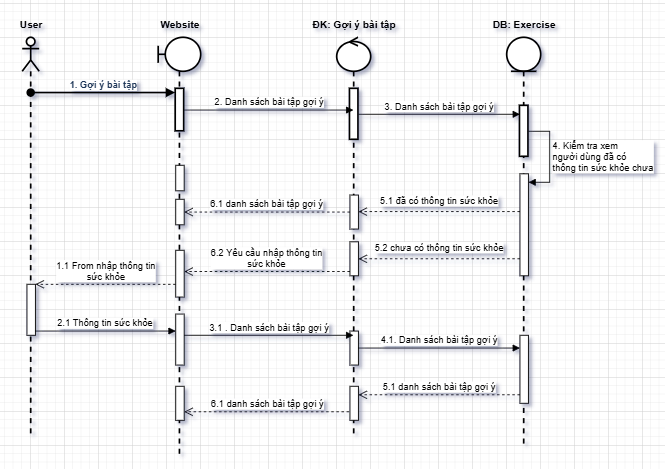 User
Website
ĐK: Gợi ý bài tập
DB: Exercise
1. Gợi ý bài tập
2. Danh sách bài tập gợi ý
3. Danh sách bài tập gợi ý
4. Kiểm tra xem
người dùng đã có
thông tin sức khỏe chưa
5.1 đã có thông tin sức khỏe
6.1 danh sách bài tập gợi ý
5.2 chưa có thông tin sức khỏe
6.2 Yêu cầu nhập thông tin
sức khỏe
1.1 From nhập thông tin
sức khỏe
2.1 Thông tin sức khỏe
3.1 . Danh sách bài tập gợi ý
4.1. Danh sách bài tập gợi ý
5.1 danh sách bài tập gợi ý
6.1 danh sách bài tập gợi ý